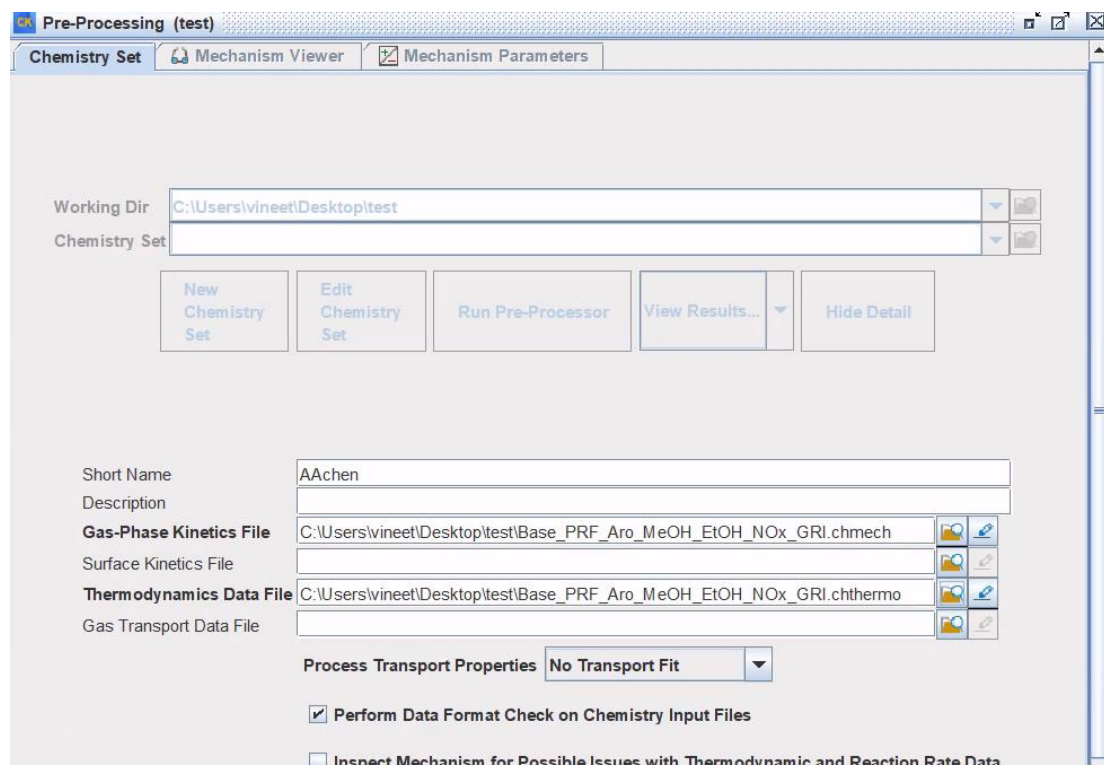 CK Pre-Processing (test)
Chemistry Set Mechanism Viewer Mechanism Parameters
Working Dir C:\Users\vineet\Desktop\test
Chemistry Set
New Chemistry Set
Edit Chemistry Set
Run Pre-Processor
View Results...
Hide Detail
Short Name AAchen
Description
Gas-Phase Kinetics File C:\Users\vineet\Desktop\test\Base_PRF_Aro_MeOH_EtOH_NOx_GRI.chmech
Surface Kinetics File
Thermodynamics Data File C:\Users\vineet\Desktop\test\Base_PRF_Aro_MeOH_EtOH_NOx_GRI.chthermo
Gas Transport Data File
Process Transport Properties No Transport Fit
Perform Data Format Check on Chemistry Input Files
Inspect Mechanism for Possible Issues with Thermodynamic and Reaction Rate Data